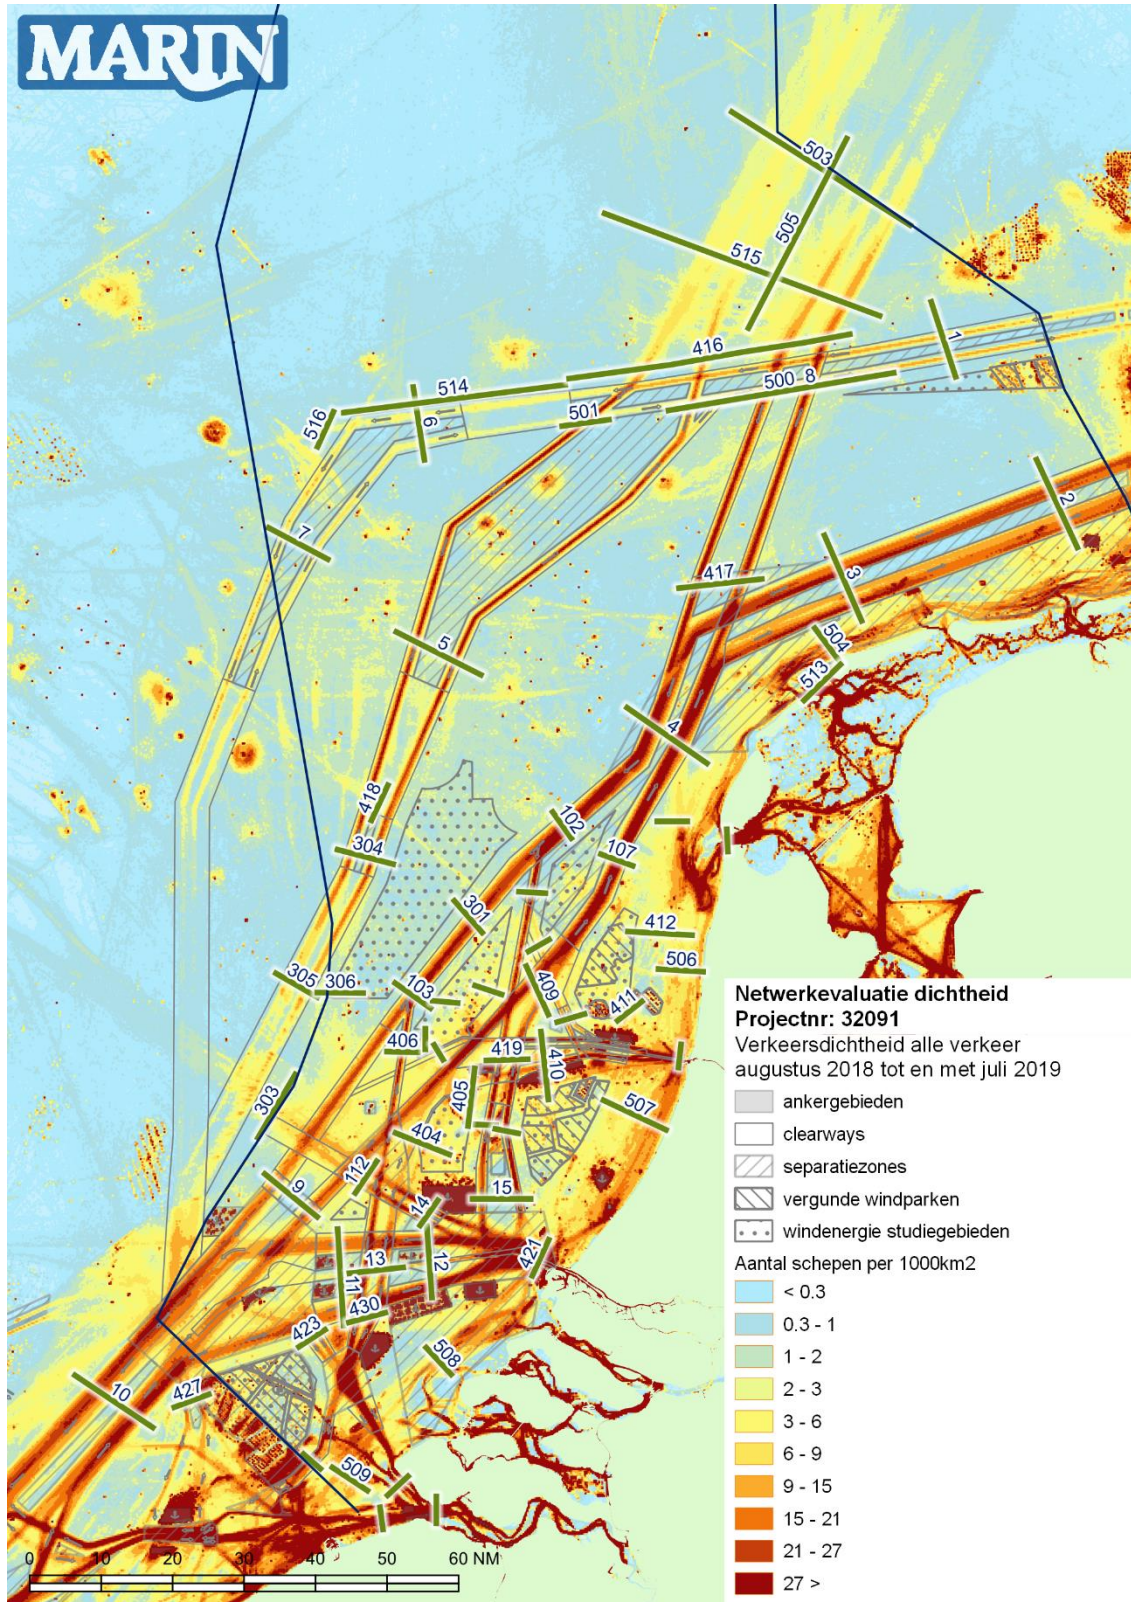 MARIN
503
505
515
1
416
514
500_8
516
6
501
2
7
417
3
5
504
513
4
418
102
304
107
301
412
305
306
103
409
506
411
406
419
410
303
405
507
404
112
9
14
15
13
12
421
11
430
423
508
10
427
509
0 10 20 30 40 50 60 NM
Netwerkevaluatie dichtheid
Projectnr: 32091
Verkeersdichtheid alle verkeer
augustus 2018 tot en met juli 2019
ankergebieden
clearways
separatiezones
vergunde windparken
windenergie studiegebieden
Aantal schepen per 1000km2
< 0.3
0.3 - 1
1 - 2
2 - 3
3 - 6
6 - 9
9 - 15
15 - 21
21 - 27
27 >